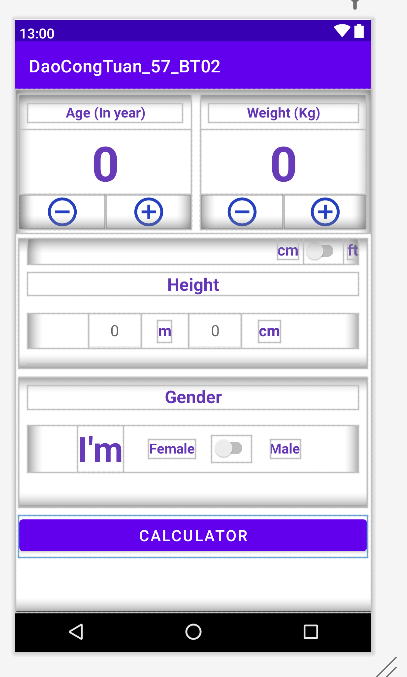 13:00
DaoCongTuan_57_BT02
Age (In year)
Weight (Kg)
0
0
cm
ft
Height
0 m 0 cm
Gender
I'm Female Male
CALCULATOR